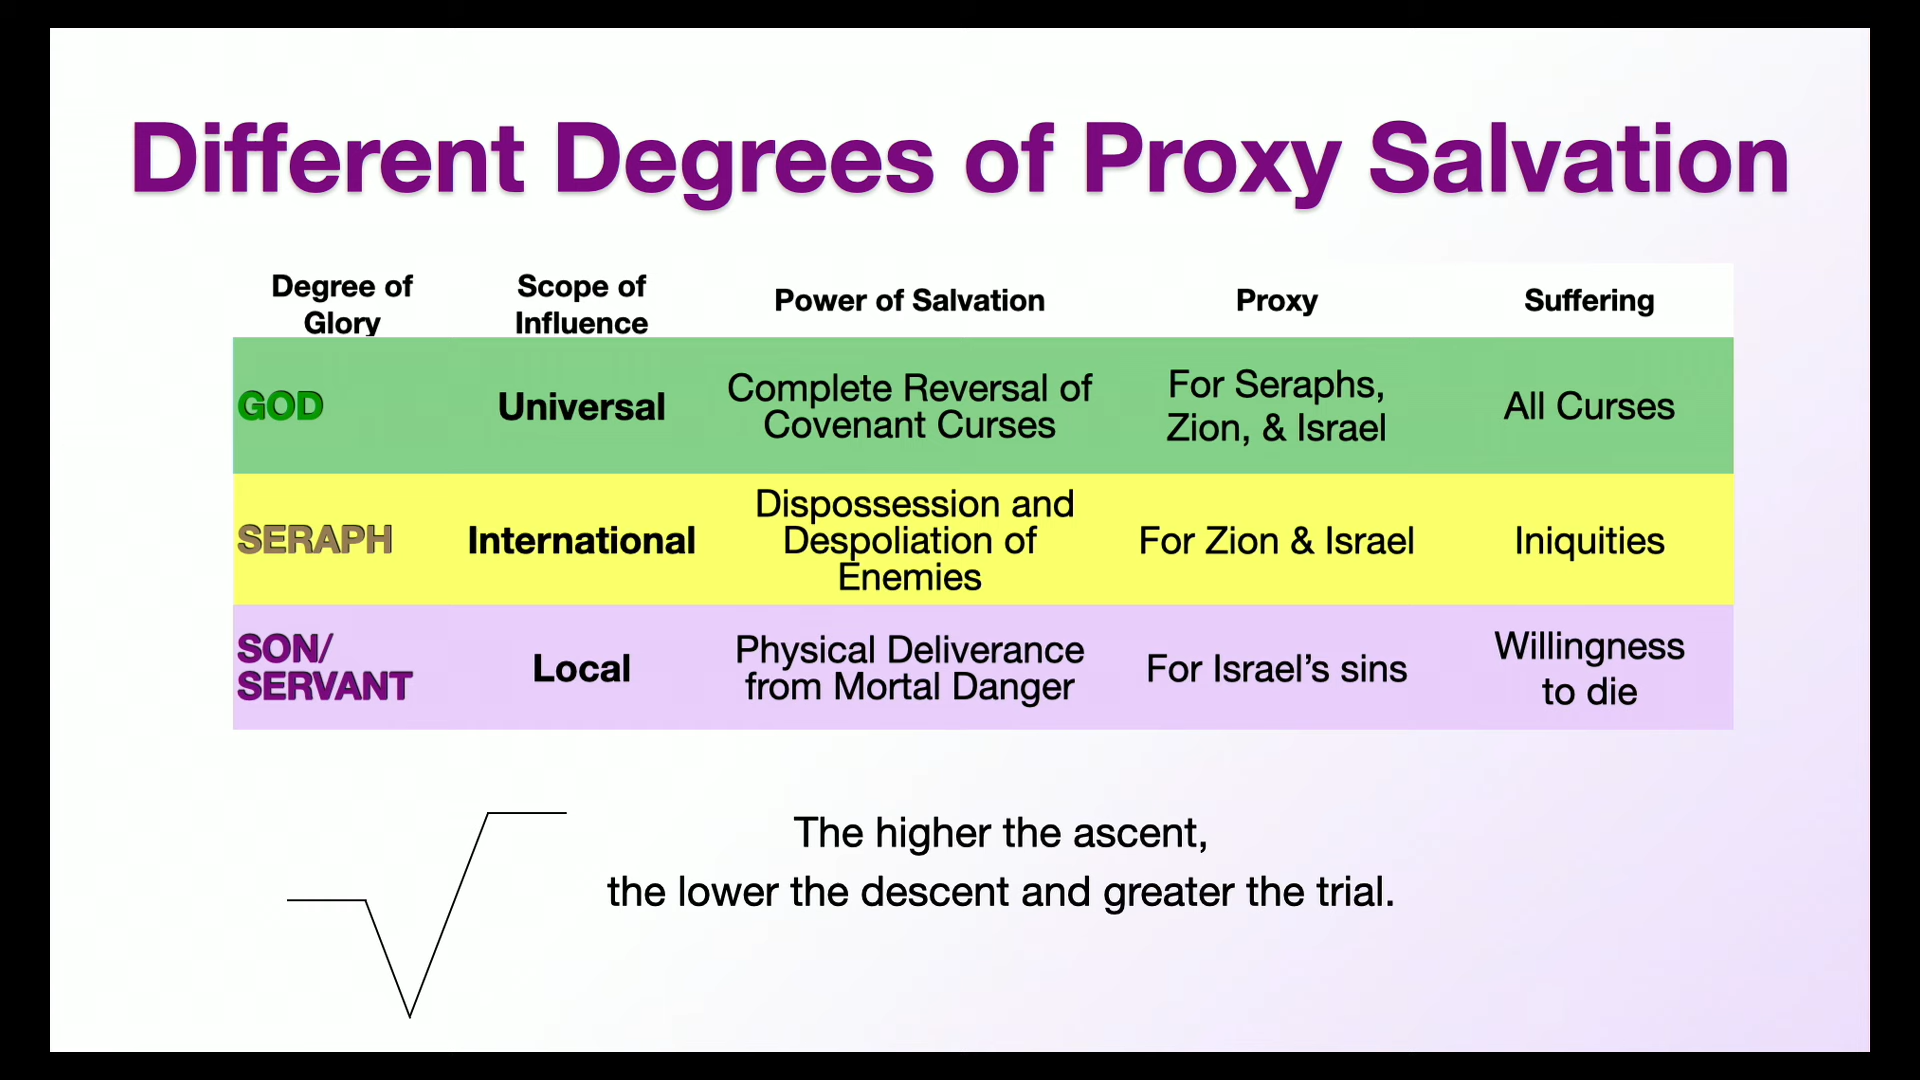 Different Degrees of Proxy Salvation
Degree of
Glory
Scope of
Influence
Power of Salvation
Proxy
Suffering
GOD
Universal
Complete Reversal of
Covenant Curses
For Seraphs,
Zion, & Israel
All Curses
SERAPH
International
Dispossession and
Despoliation of
Enemies
For Zion & Israel
Iniquities
SON/
SERVANT
Local
Physical Deliverance
from Mortal Danger
For Israel’s sins
Willingness
to die
The higher the ascent,
the lower the descent and greater the trial.